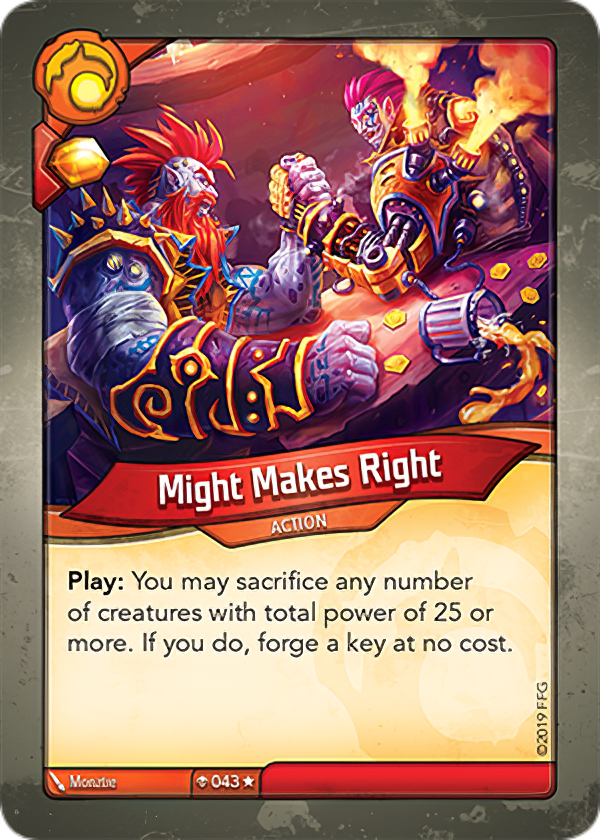 Might Makes Right
ACTION
Play: You may sacrifice any number
of creatures with total power of 25 or
more. If you do, forge a key at no cost.
©2019 FFG
043